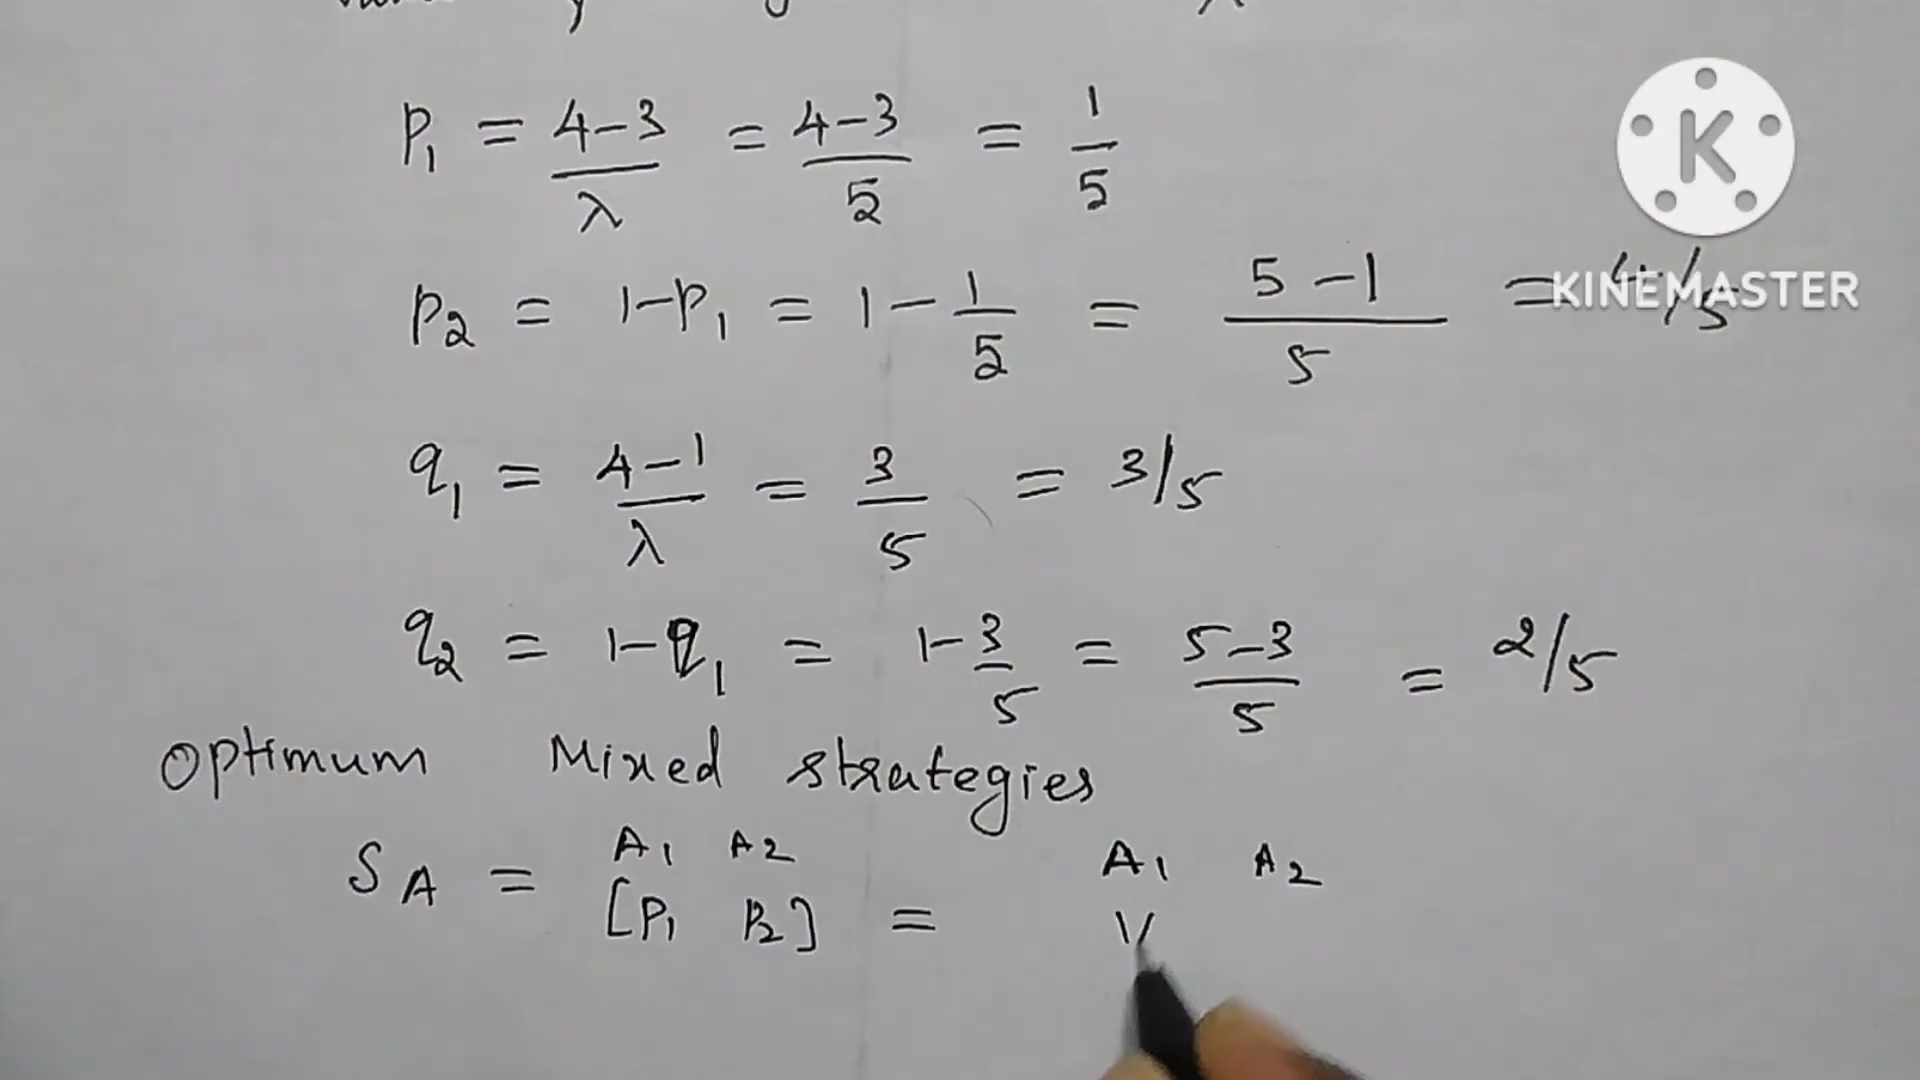 P₁ = 4-3/λ = 4-3/5 = 1/5
P₂ = 1-P₁ = 1-1/5 = 5-1/5 = 4/5
KINEMASTER
q₁ = 4-1/λ = 3/5 = 3/5
q₂ = 1-q₁ = 1-3/5 = 5-3/5 = 2/5
Optimum Mixed strategies
A₁ A₂ A₁ A₂
S_A = [P₁ P₂] = 1/